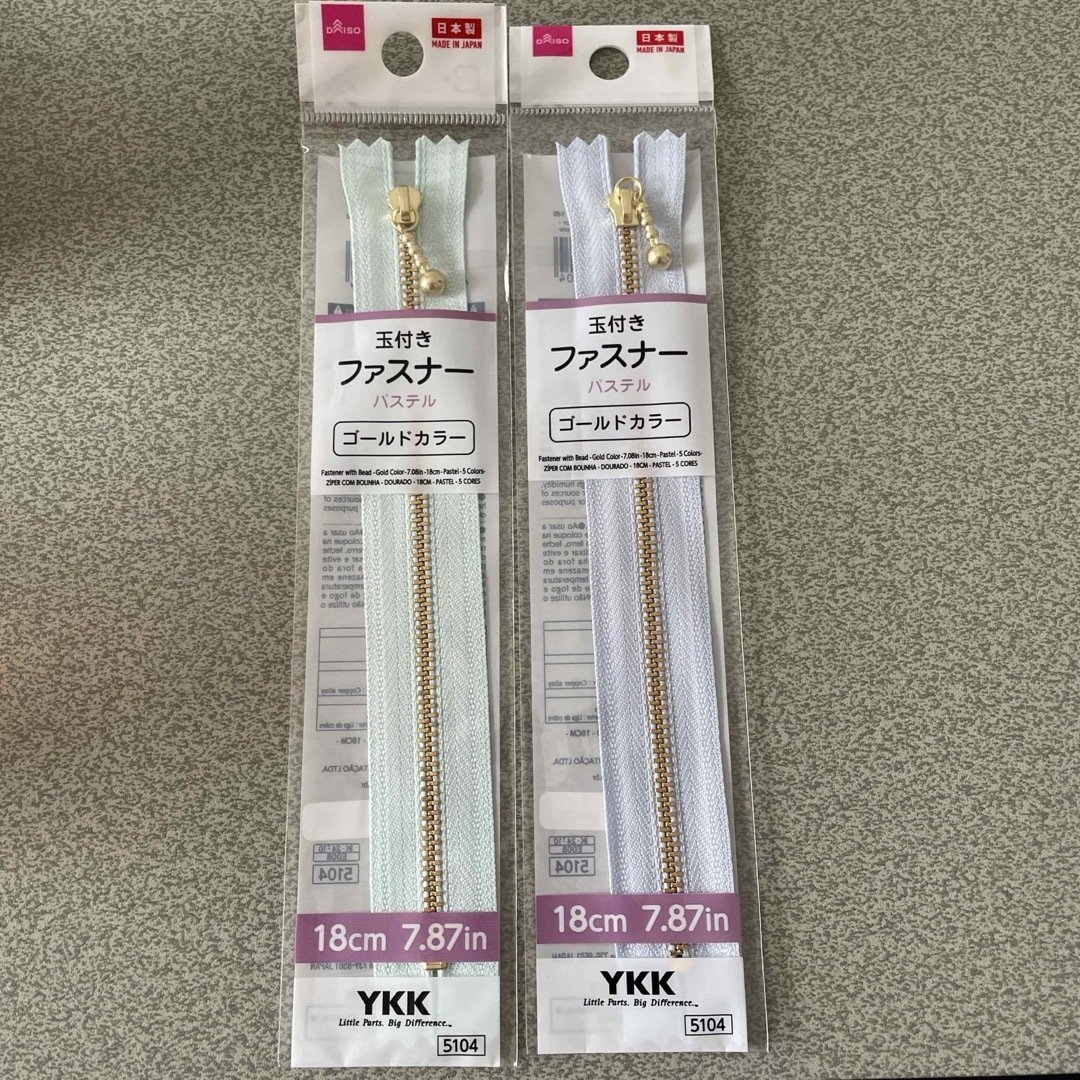 DAISO
日本製
MADE IN JAPAN
玉付き
ファスナー
パステル
ゴールドカラー
Fastener with Bead -Gold Color-7.08in -18cm-Pastel - 5 Colors-
ZÍPER COM BOLINHA - DOURADO - 18CM - PASTEL - 5 CORES
18cm 7.87in
YKK
Little Parts. Big Difference.™
5104
DAISO
日本製
MADE IN JAPAN
玉付き
ファスナー
パステル
ゴールドカラー
Fastener with Bead -Gold Color-7.08in -18cm-Pastel - 5 Colors-
ZÍPER COM BOLINHA - DOURADO - 18CM - PASTEL - 5 CORES
18cm 7.87in
YKK
Little Parts. Big Difference.™
5104